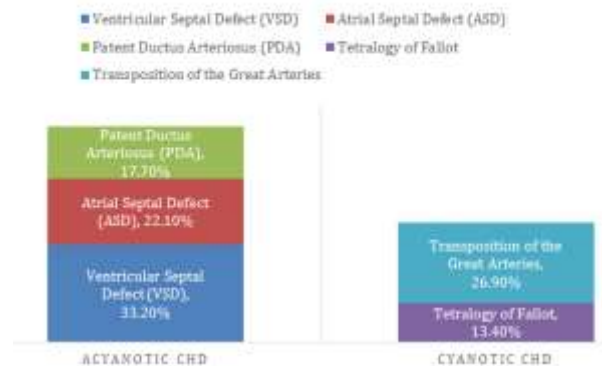 Ventricular Septal Defect (VSD) Atrial Septal Defect (ASD)
Patent Ductus Arteriosus (PDA) Tetralogy of Fallot
Transposition of the Great Arteries
Patent Ductus
Arteriosus (PDA),
17.70%
Atrial Septal Defect
(ASD), 22.10%
Ventricular Septal
Defect (VSD),
33.20%
Transposition of the
Great Arteries,
26.90%
Tetralogy of Fallot,
13.40%
ACYANOTIC CHD CYANOTIC CHD